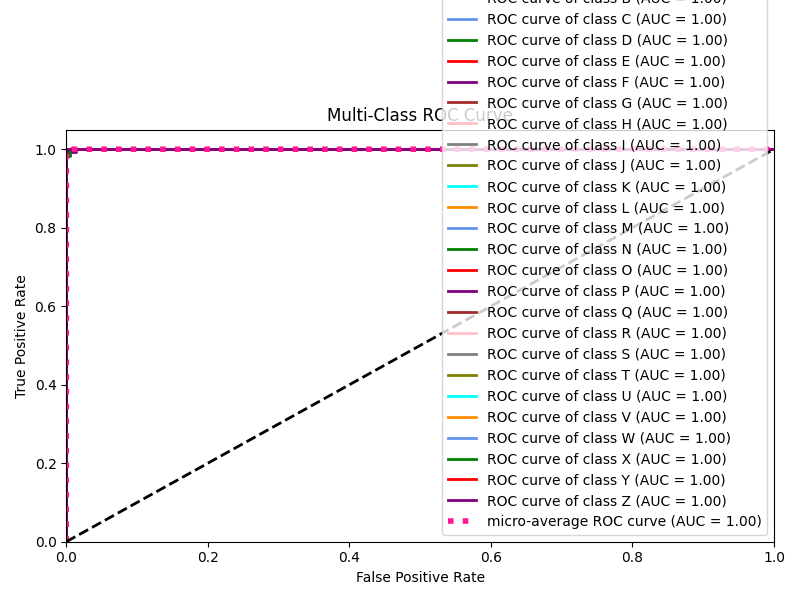 ROC curve of class B (AUC = 1.00)
ROC curve of class C (AUC = 1.00)
ROC curve of class D (AUC = 1.00)
ROC curve of class E (AUC = 1.00)
ROC curve of class F (AUC = 1.00)
ROC curve of class G (AUC = 1.00)
Multi-Class ROC Curve
ROC curve of class H (AUC = 1.00)
ROC curve of class I (AUC = 1.00)
ROC curve of class J (AUC = 1.00)
ROC curve of class K (AUC = 1.00)
ROC curve of class L (AUC = 1.00)
ROC curve of class M (AUC = 1.00)
ROC curve of class N (AUC = 1.00)
ROC curve of class O (AUC = 1.00)
ROC curve of class P (AUC = 1.00)
ROC curve of class Q (AUC = 1.00)
ROC curve of class R (AUC = 1.00)
ROC curve of class S (AUC = 1.00)
ROC curve of class T (AUC = 1.00)
ROC curve of class U (AUC = 1.00)
ROC curve of class V (AUC = 1.00)
ROC curve of class W (AUC = 1.00)
ROC curve of class X (AUC = 1.00)
ROC curve of class Y (AUC = 1.00)
ROC curve of class Z (AUC = 1.00)
micro-average ROC curve (AUC = 1.00)
True Positive Rate
1.0
0.8
0.6
0.4
0.2
0.0
0.0 0.2 0.4 0.6 0.8 1.0
False Positive Rate